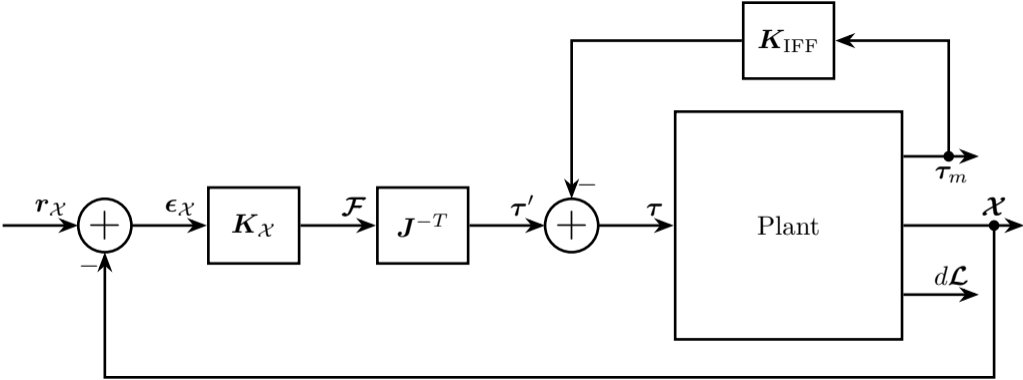 K_IFF
τ_m
r_𝒳
+
−
ϵ_𝒳
K_𝒳
ℱ
J^{-T}
τ′
+
−
τ
Plant
𝒳
dℒ